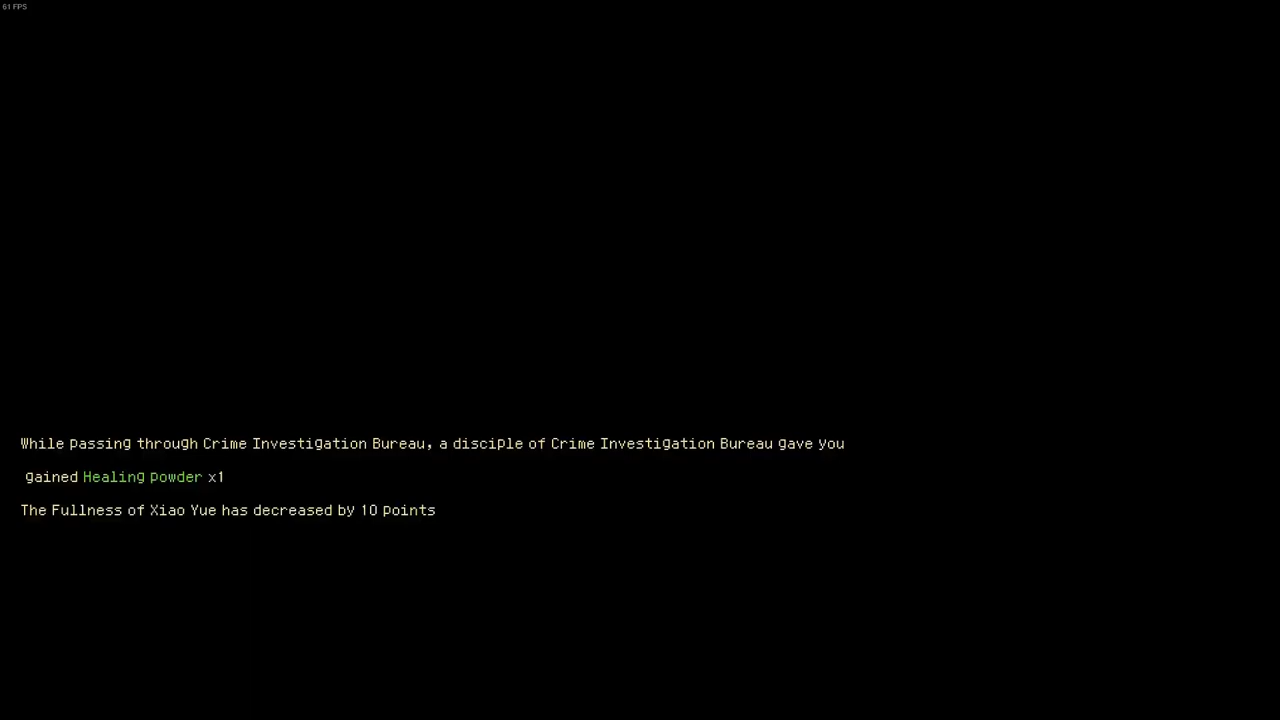 61 FPS
While passing through Crime Investigation Bureau, a disciple of Crime Investigation Bureau gave you
gained Healing powder x1
The Fullness of Xiao Yue has decreased by 10 points